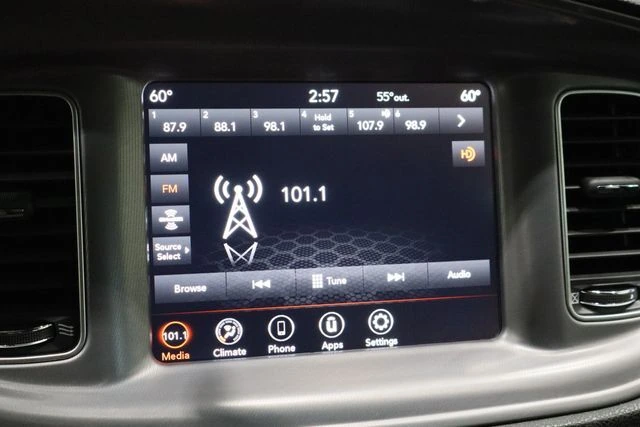 60° 2:57 55° out. 60°
1 2 3 4 5 6
87.9 88.1 98.1 Hold to Set 107.9 98.9
AM
FM
101.1
HD
Source
Select
Browse Tune Audio
101.1
Media Climate Phone Apps Settings